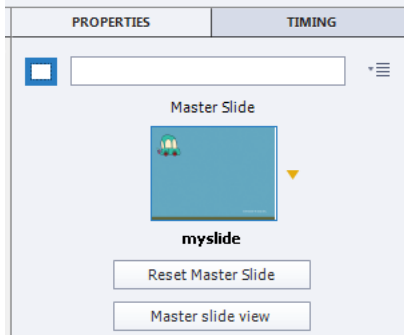 PROPERTIES TIMING
Master Slide
myslide
Reset Master Slide
Master slide view